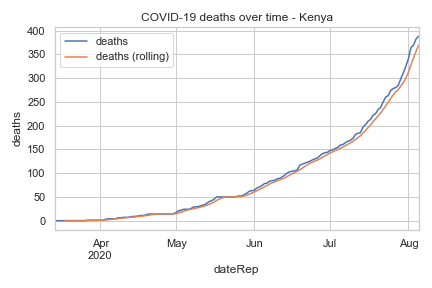 COVID-19 deaths over time - Kenya
deaths
deaths (rolling)
400
350
300
250
200
150
100
50
0
deaths
Apr
2020
May
Jun
Jul
Aug
dateRep